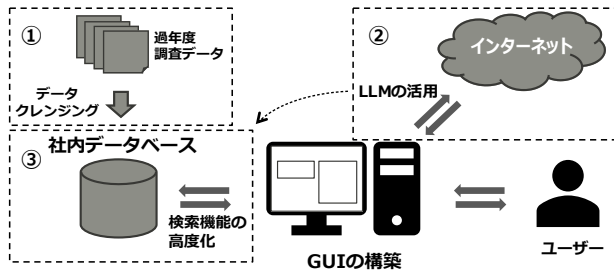 ①
過年度
調査データ
データ
クレンジング
②
インターネット
LLMの活用
③
社内データベース
検索機能の
高度化
GUIの構築
ユーザー